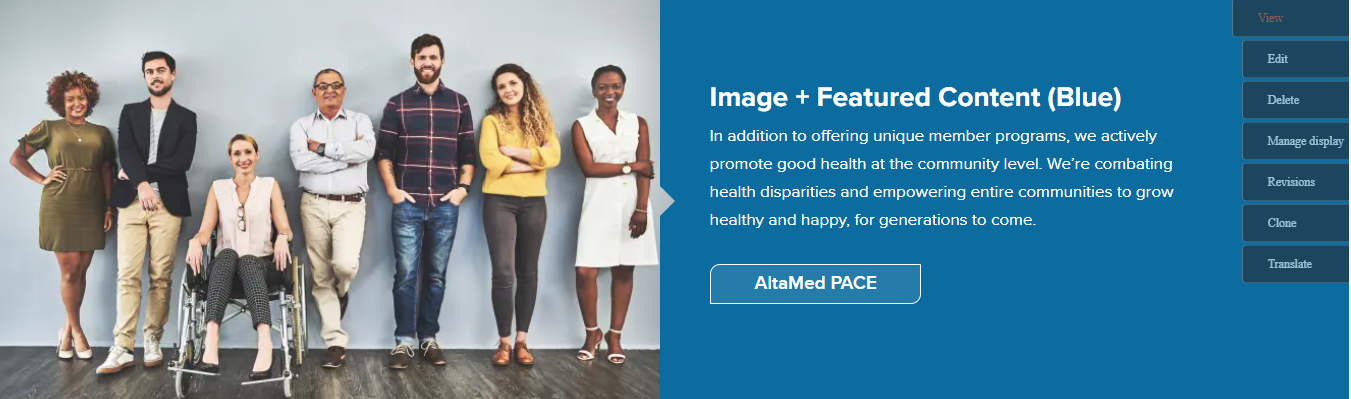 Image + Featured Content (Blue)
In addition to offering unique member programs, we actively
promote good health at the community level. We’re combating
health disparities and empowering entire communities to grow
healthy and happy, for generations to come.
AltaMed PACE
View
Edit
Delete
Manage display
Revisions
Clone
Translate